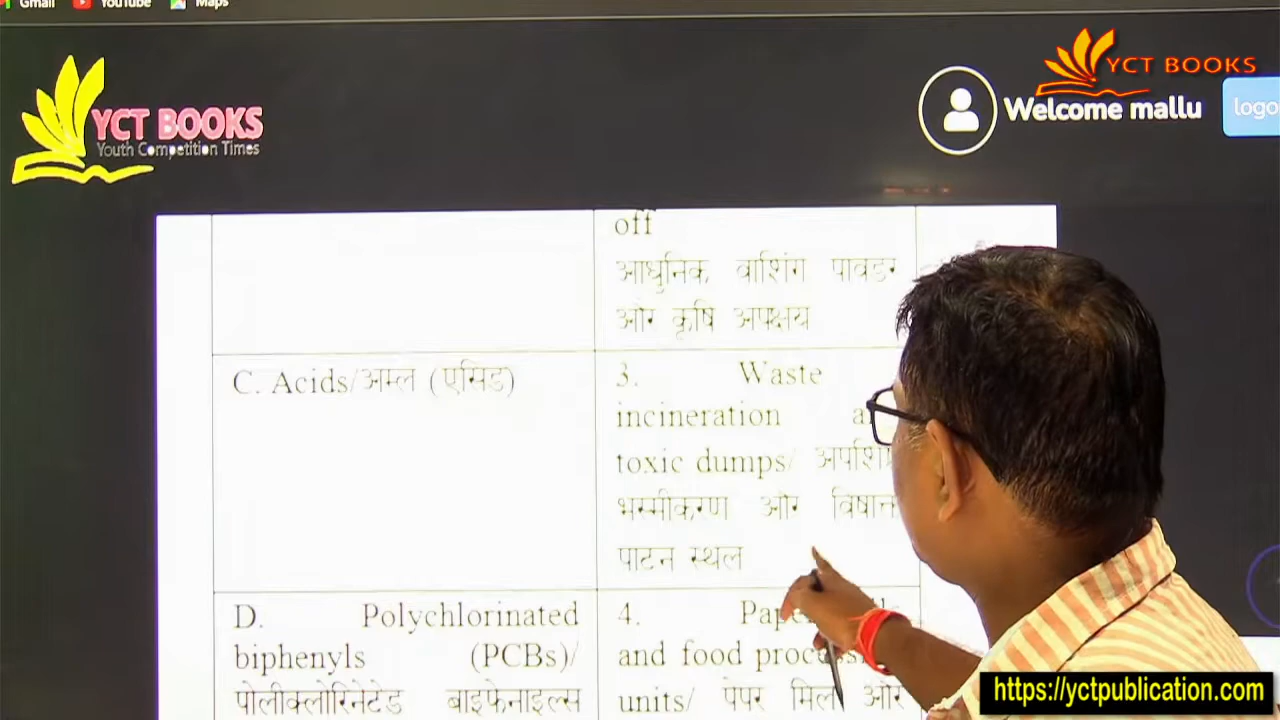 Gmail YouTube Maps
YCT BOOKS
Youth Competition Times
YCT BOOKS
Welcome mallu
logo
off
आधुनिक वाशिंग पावडर
और कृषि अपक्षय
C. Acids/अम्ल (एसिड)
3. Waste
incineration
toxic dumps/
भस्मीकरण और
पाटन स्थल
D. Polychlorinated
biphenyls (PCBs)/
पोलीक्लोरिनेटेड बाइफेनाइल्स
4.
and food
units/ पेपर मिल और
https://yctpublication.com